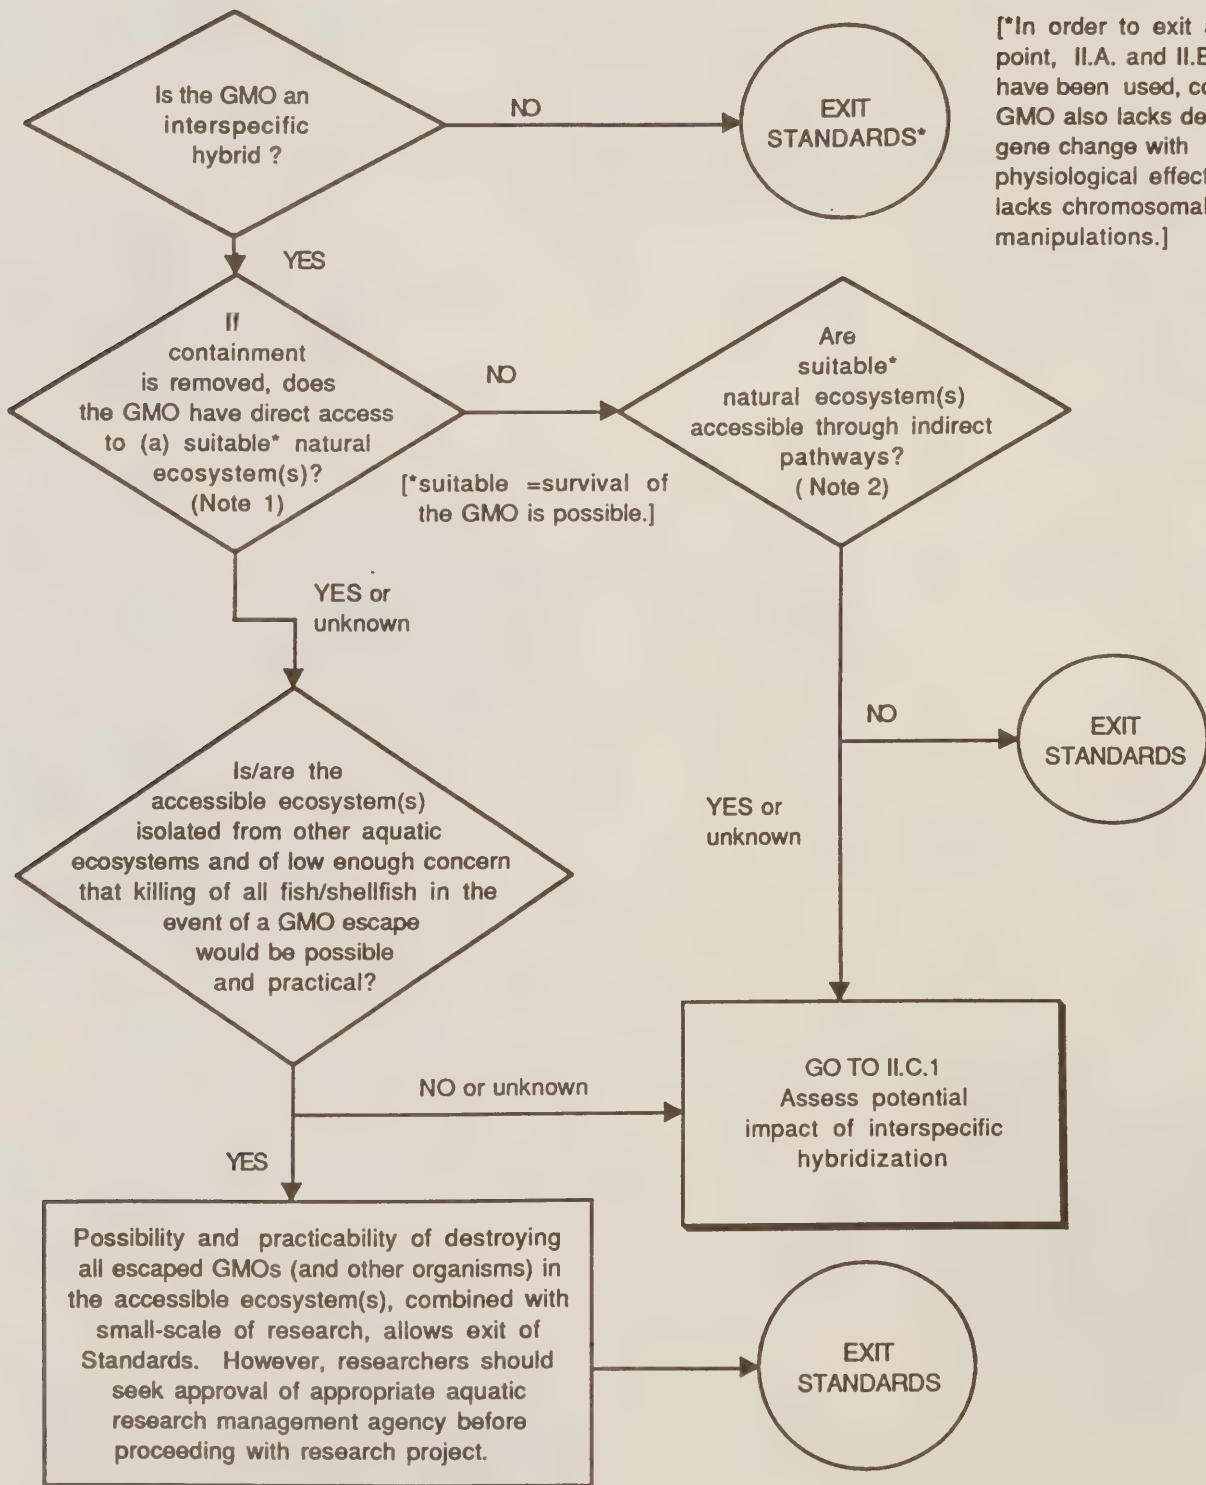 Is the GMO an
interspecific
hybrid ?
NO
EXIT
STANDARDS*
[*In order to exit
point, II.A. and
have been used,
GMO also lacks
gene change with
physiological
lacks chromosomal
manipulations.]
YES
If
containment
is removed, does
the GMO have direct access
to (a) suitable* natural
ecosystem(s)?
(Note 1)
NO
[*suitable =survival of
the GMO is possible.]
Are
suitable*
natural ecosystem(s)
accessible through indirect
pathways?
( Note 2)
YES or
unknown
NO
EXIT
STANDARDS
YES or
unknown
Is/are the
accessible ecosystem(s)
isolated from other aquatic
ecosystems and of low enough concern
that killing of all fish/shellfish in the
event of a GMO escape
would be possible
and practical?
NO or unknown
GO TO II.C.1
Assess potential
impact of interspecific
hybridization
YES
Possibility and practicability of destroying
all escaped GMOs (and other organisms) in
the accessible ecosystem(s), combined with
small-scale of research, allows exit of
Standards. However, researchers should
seek approval of appropriate aquatic
research management agency before
proceeding with research project.
EXIT
STANDARDS